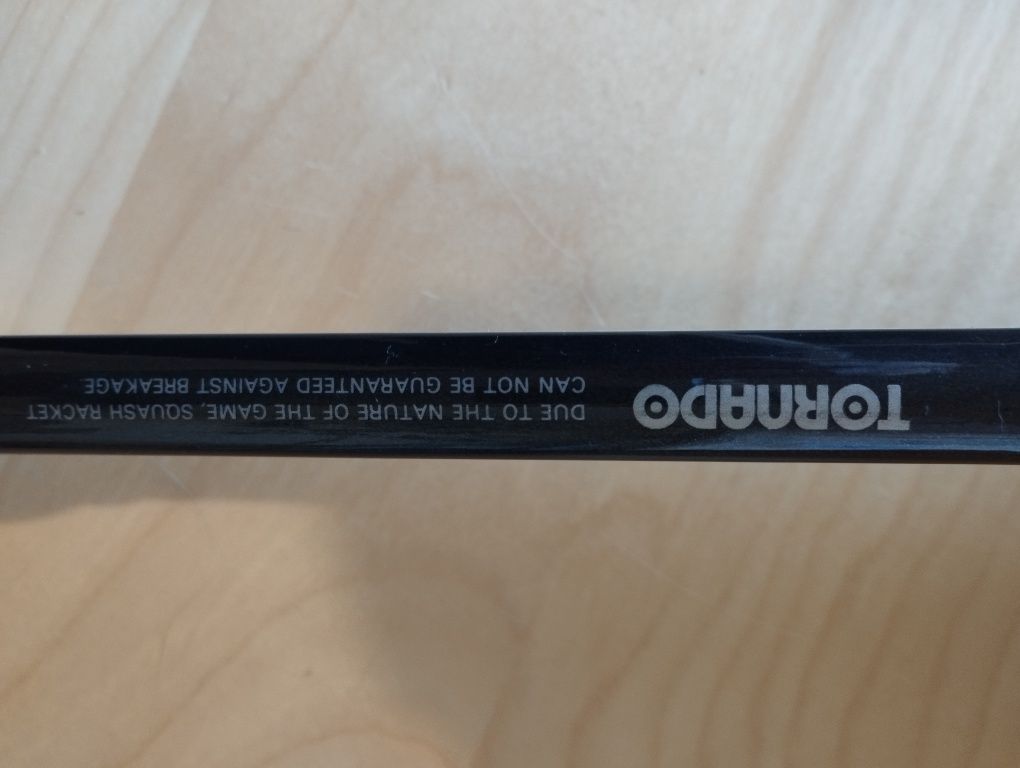 TORNADO
DUE TO THE NATURE OF THE GAME, SQUASH RACKET
CAN NOT BE GUARANTEED AGAINST BREAKAGE